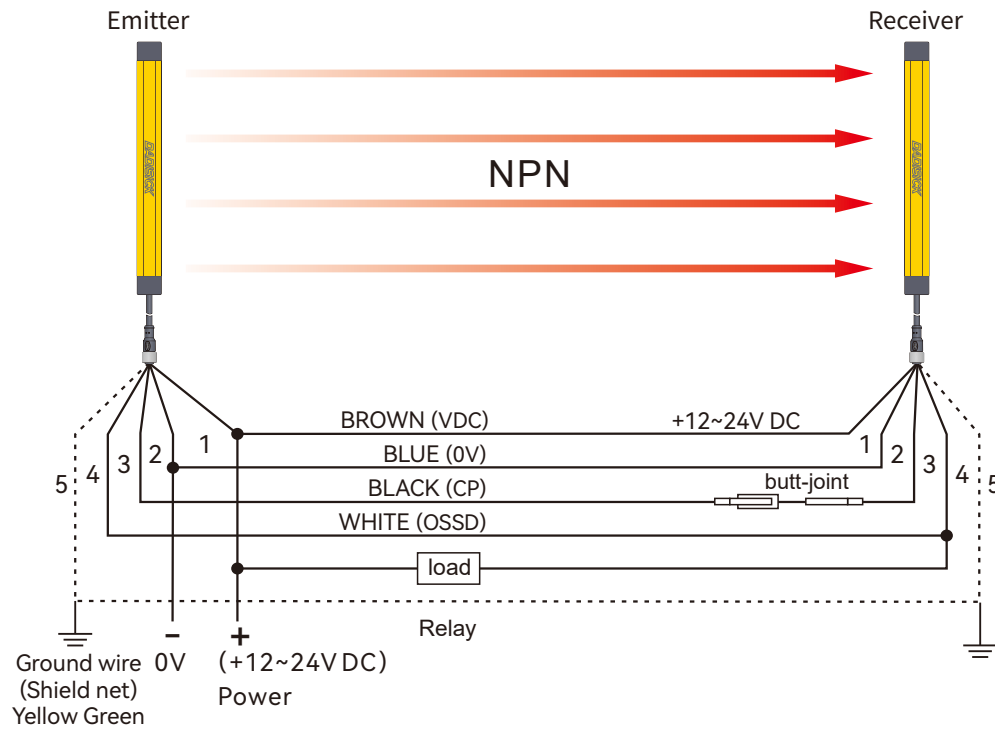 Emitter
Receiver
DADISICK
DADISICK
NPN
BROWN (VDC)
+12~24V DC
BLUE (0V)
BLACK (CP)
butt-joint
WHITE (OSSD)
load
5
4
3
2
1
1
2
3
4
5
Relay
-
+
Ground wire
(Shield net)
Yellow Green
0V
(+12~24V DC)
Power